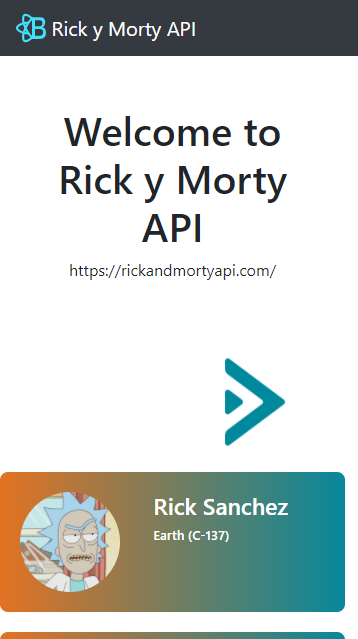 Rick y Morty API
Welcome to
Rick y Morty
API
https://rickandmortyapi.com/
Rick Sanchez
Earth (C-137)